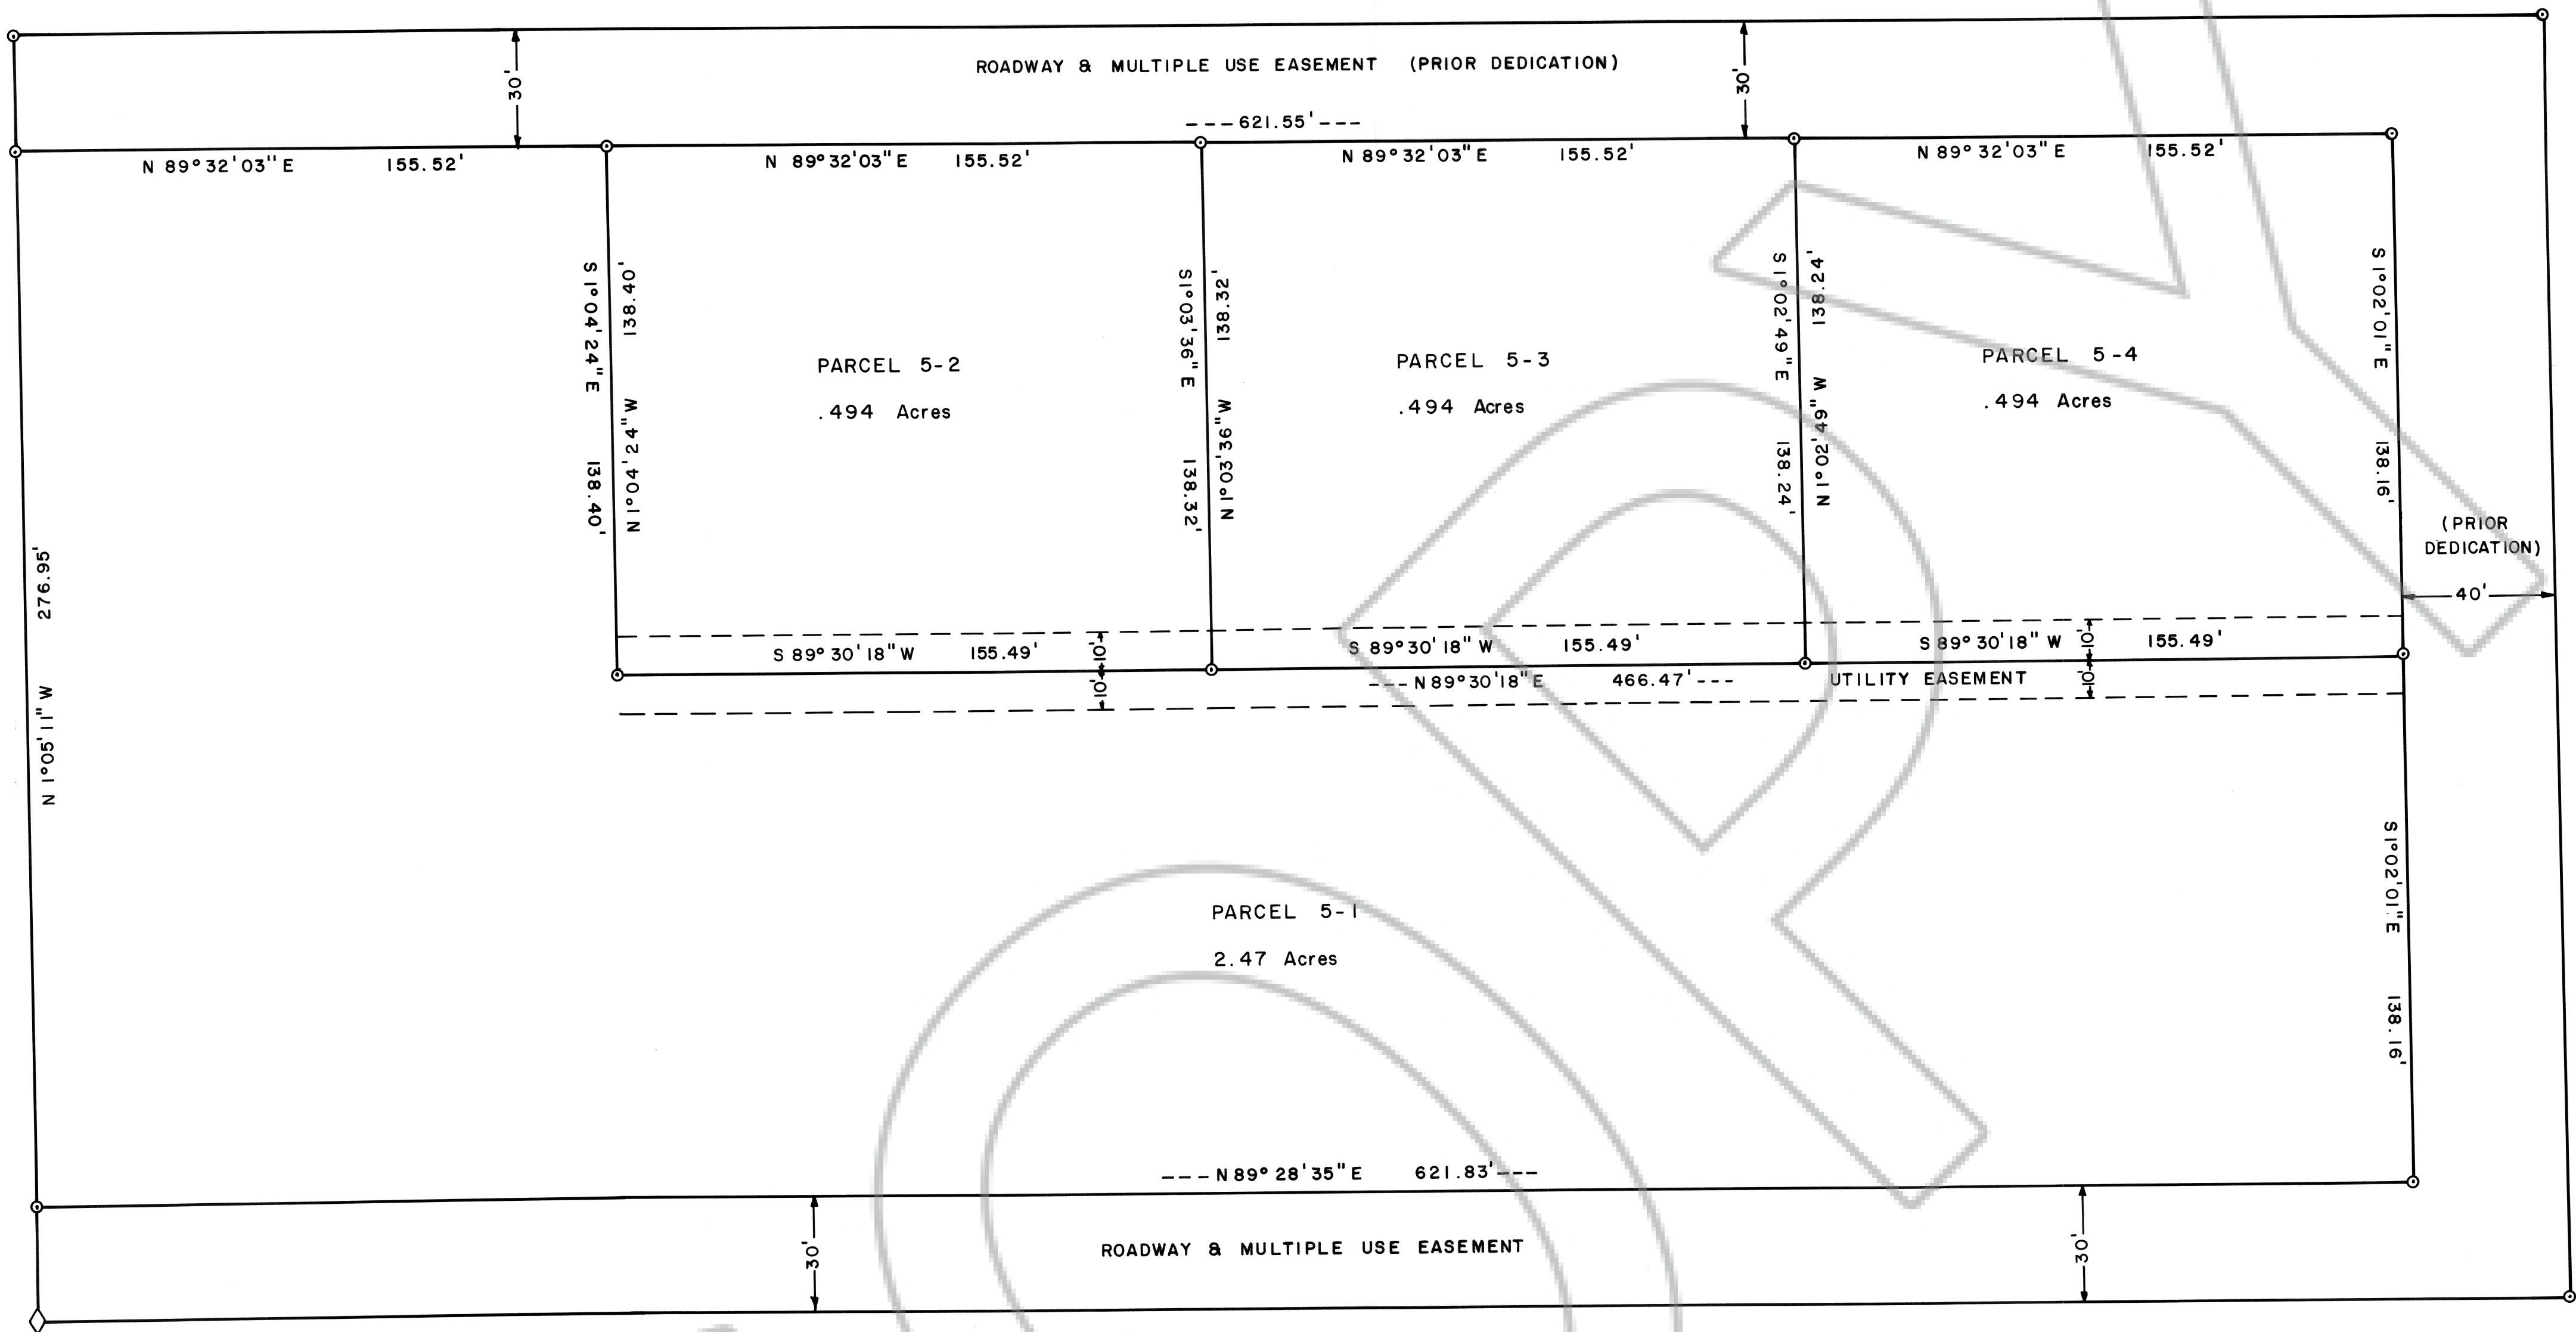 ROADWAY & MULTIPLE USE EASEMENT (PRIOR DEDICATION)
30'
30'
---621.55'---
N 89°32'03"E 155.52'
N 89°32'03"E 155.52'
N 89°32'03"E 155.52'
N 89°32'03"E 155.52'
S 1°04'24"E 138.40'
N 1°04'24"W 138.40'
S 1°03'36"E 138.32'
N 1°03'36"W 138.32'
S 1°02'49"E 138.24'
N 1°02'49"W 138.24'
S 1°02'01"E 138.16'
PARCEL 5-2
.494 Acres
PARCEL 5-3
.494 Acres
PARCEL 5-4
.494 Acres
(PRIOR
DEDICATION)
40'
N 1°05'11"W 276.95'
S 89°30'18"W 155.49'
10'
S 89°30'18"W 155.49'
S 89°30'18"W 155.49'
10'
10'
---N 89°30'18"E 466.47'---
UTILITY EASEMENT
10'
S 1°02'01"E 138.16'
PARCEL 5-1
2.47 Acres
---N 89°28'35"E 621.83'---
30'
ROADWAY & MULTIPLE USE EASEMENT
30'